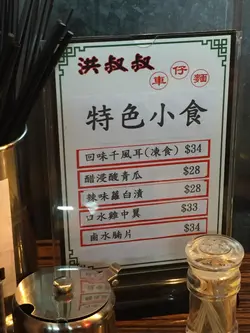 洪叔叔
車仔麵
特色小食
回味千風耳(凍食) $34
醋浸酸青瓜 $28
辣味蘿白漬 $28
口水雞中翼 $33
鹵水腩片 $34